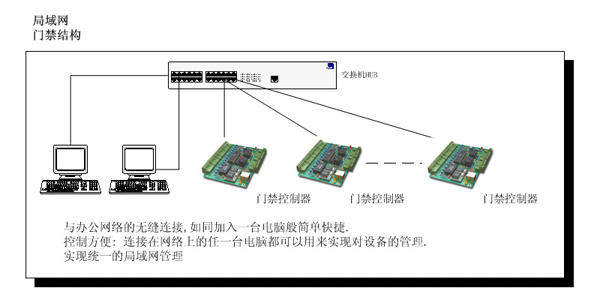 局域网
门禁结构
交换机HUB
门禁控制器
门禁控制器
门禁控制器
与办公网络的无缝连接,如同加入一台电脑般简单快捷.
控制方便: 连接在网络上的任一台电脑都可以用来实现对设备的管理.
实现统一的局域网管理